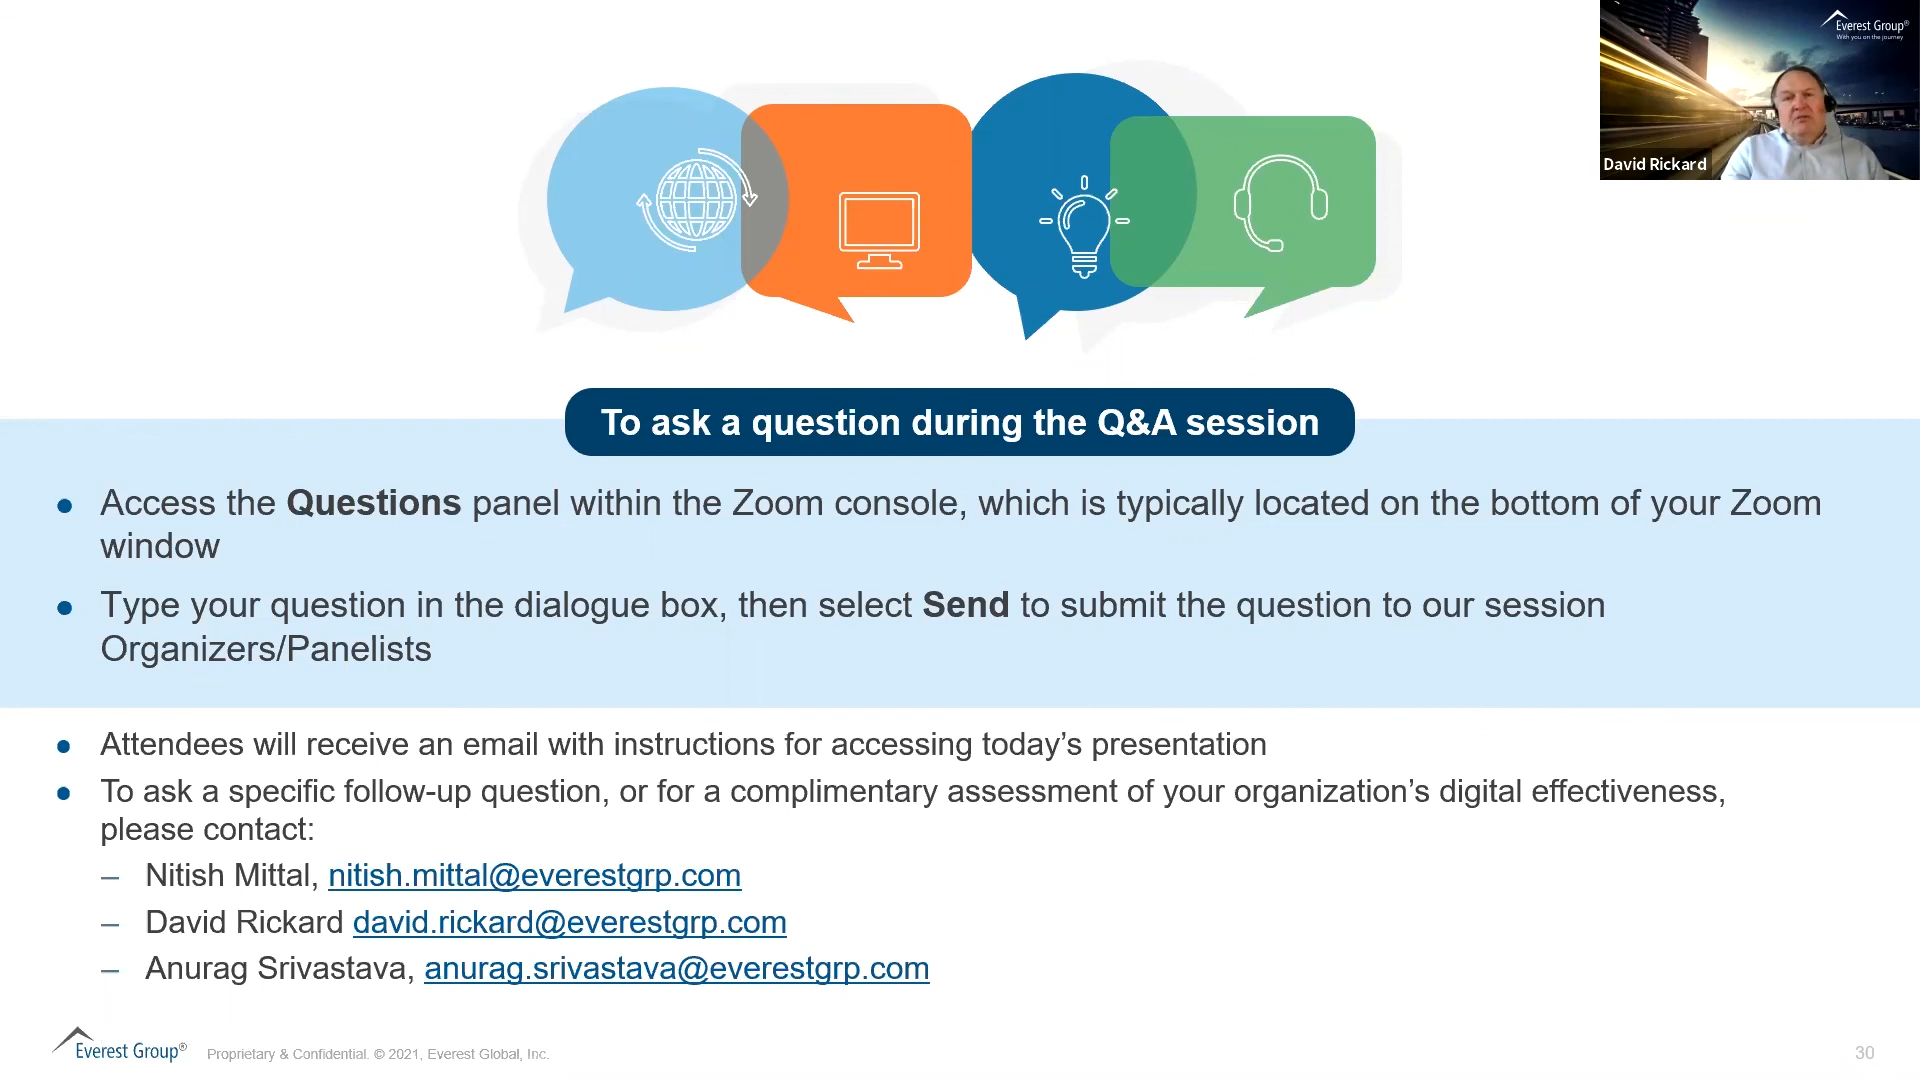 Everest Group®
With you on the journey
David Rickard
To ask a question during the Q&A session
● Access the Questions panel within the Zoom console, which is typically located on the bottom of your Zoom
window
● Type your question in the dialogue box, then select Send to submit the question to our session
Organizers/Panelists
● Attendees will receive an email with instructions for accessing today’s presentation
● To ask a specific follow-up question, or for a complimentary assessment of your organization’s digital effectiveness,
please contact:
– Nitish Mittal, nitish.mittal@everestgrp.com
– David Rickard david.rickard@everestgrp.com
– Anurag Srivastava, anurag.srivastava@everestgrp.com
Everest Group® Proprietary & Confidential. © 2021, Everest Global, Inc. 30